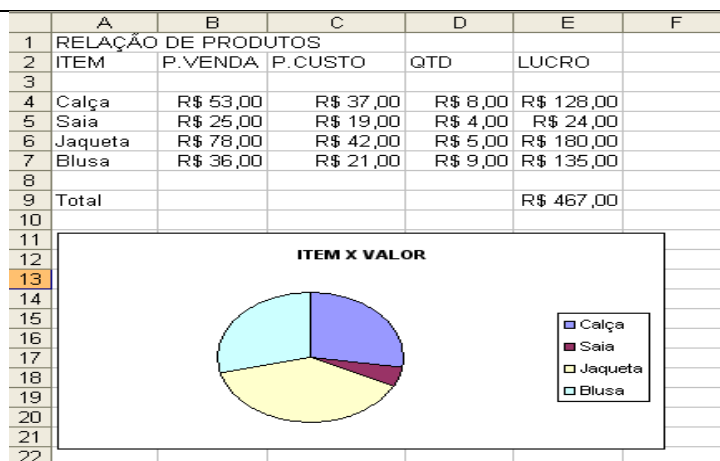 A B C D E F
1 RELAÇÃO DE PRODUTOS
2 ITEM P.VENDA P.CUSTO QTD LUCRO
3
4 Calça R$ 53,00 R$ 37,00 R$ 8,00 R$ 128,00
5 Saia R$ 25,00 R$ 19,00 R$ 4,00 R$ 24,00
6 Jaqueta R$ 78,00 R$ 42,00 R$ 5,00 R$ 180,00
7 Blusa R$ 36,00 R$ 21,00 R$ 9,00 R$ 135,00
8
9 Total R$ 467,00
10
11
12 ITEM X VALOR
13
14
15 Calça
16 Saia
17 Jaqueta
18 Blusa
19
20
21
22